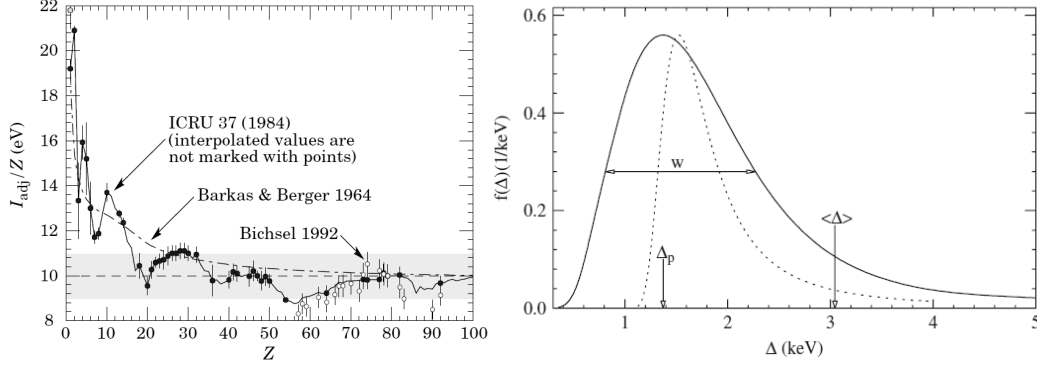 22
20
18
16
14
12
10
8
I_adj/Z (eV)
0 10 20 30 40 50 60 70 80 90 100
Z
ICRU 37 (1984)
(interpolated values are
not marked with points)
Barkas & Berger 1964
Bichsel 1992
0.6
0.4
0.2
0.0
f(Δ)(1/keV)
w
Δp
<Δ>
1 2 3 4 5
Δ (keV)